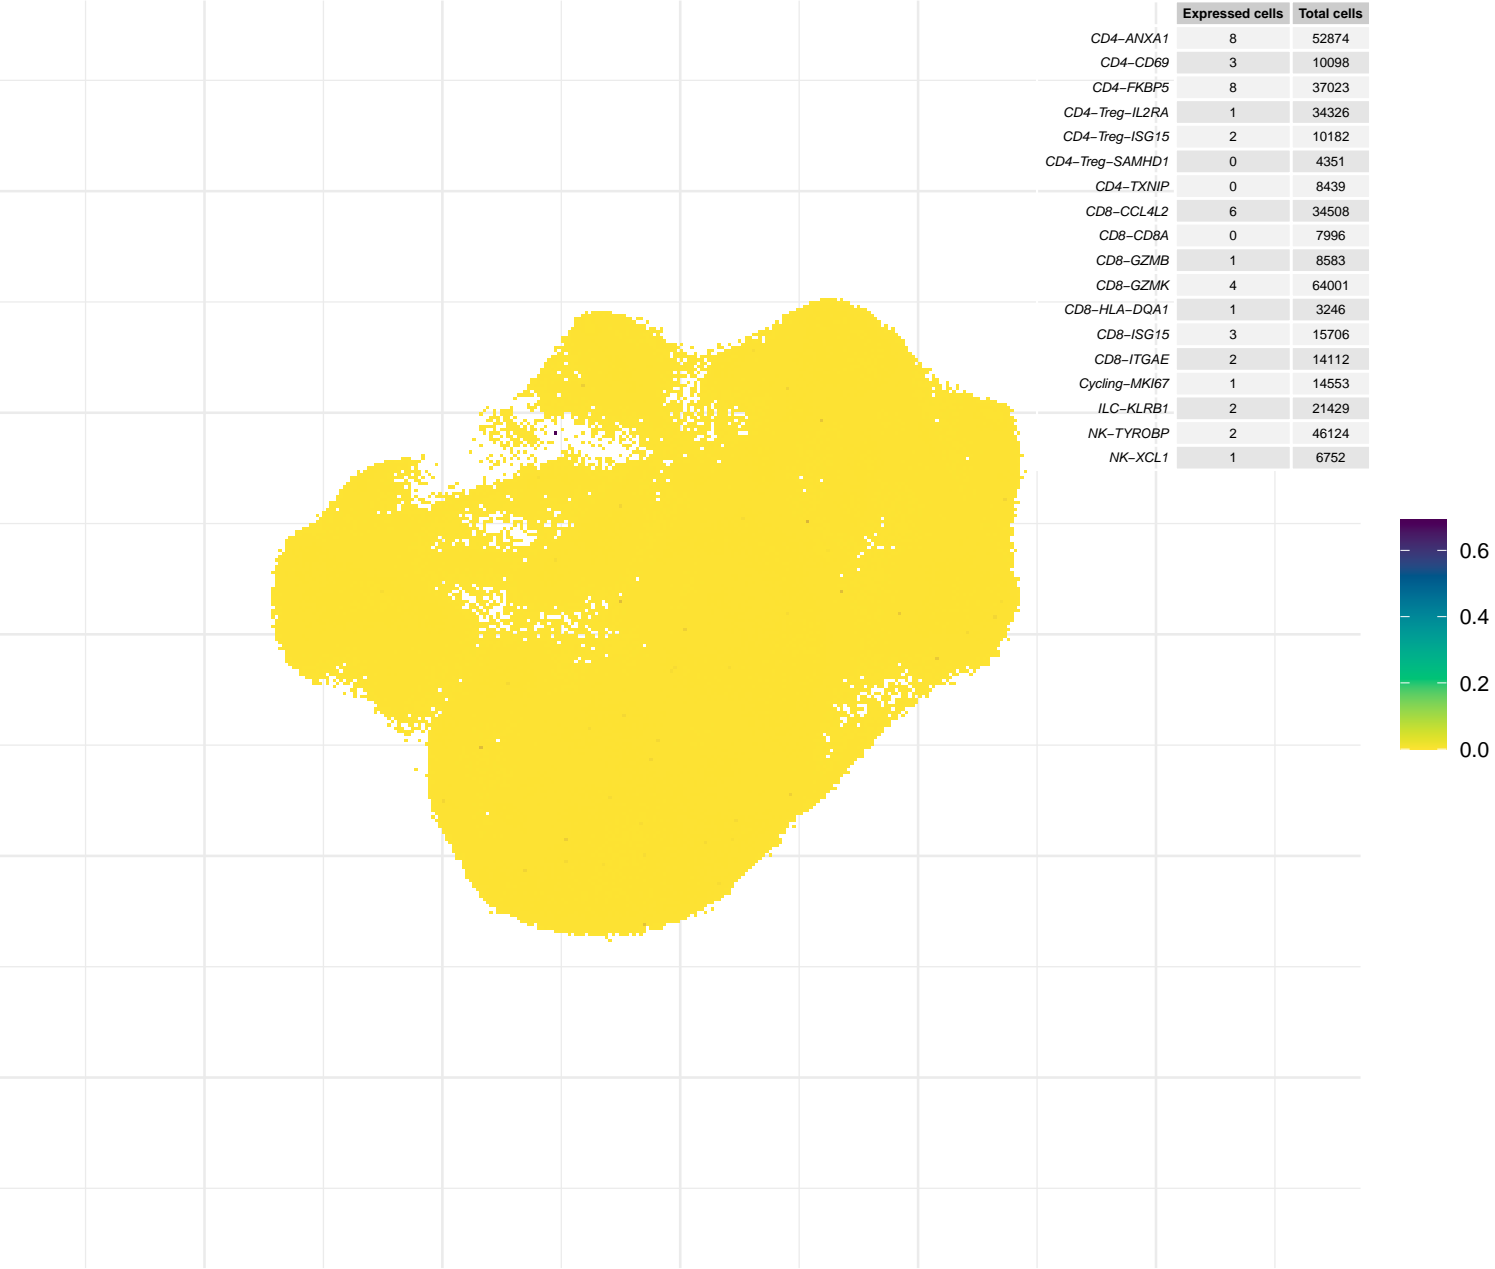 Expressed cells Total cells
CD4−ANXA1 8 52874
CD4−CD69 3 10098
CD4−FKBP5 8 37023
CD4−Treg−IL2RA 1 34326
CD4−Treg−ISG15 2 10182
CD4−Treg−SAMHD1 0 4351
CD4−TXNIP 0 8439
CD8−CCL4L2 6 34508
CD8−CD8A 0 7996
CD8−GZMB 1 8583
CD8−GZMK 4 64001
CD8−HLA−DQA1 1 3246
CD8−ISG15 3 15706
CD8−ITGAE 2 14112
Cycling−MKI67 1 14553
ILC−KLRB1 2 21429
NK−TYROBP 2 46124
NK−XCL1 1 6752
0.6
0.4
0.2
0.0